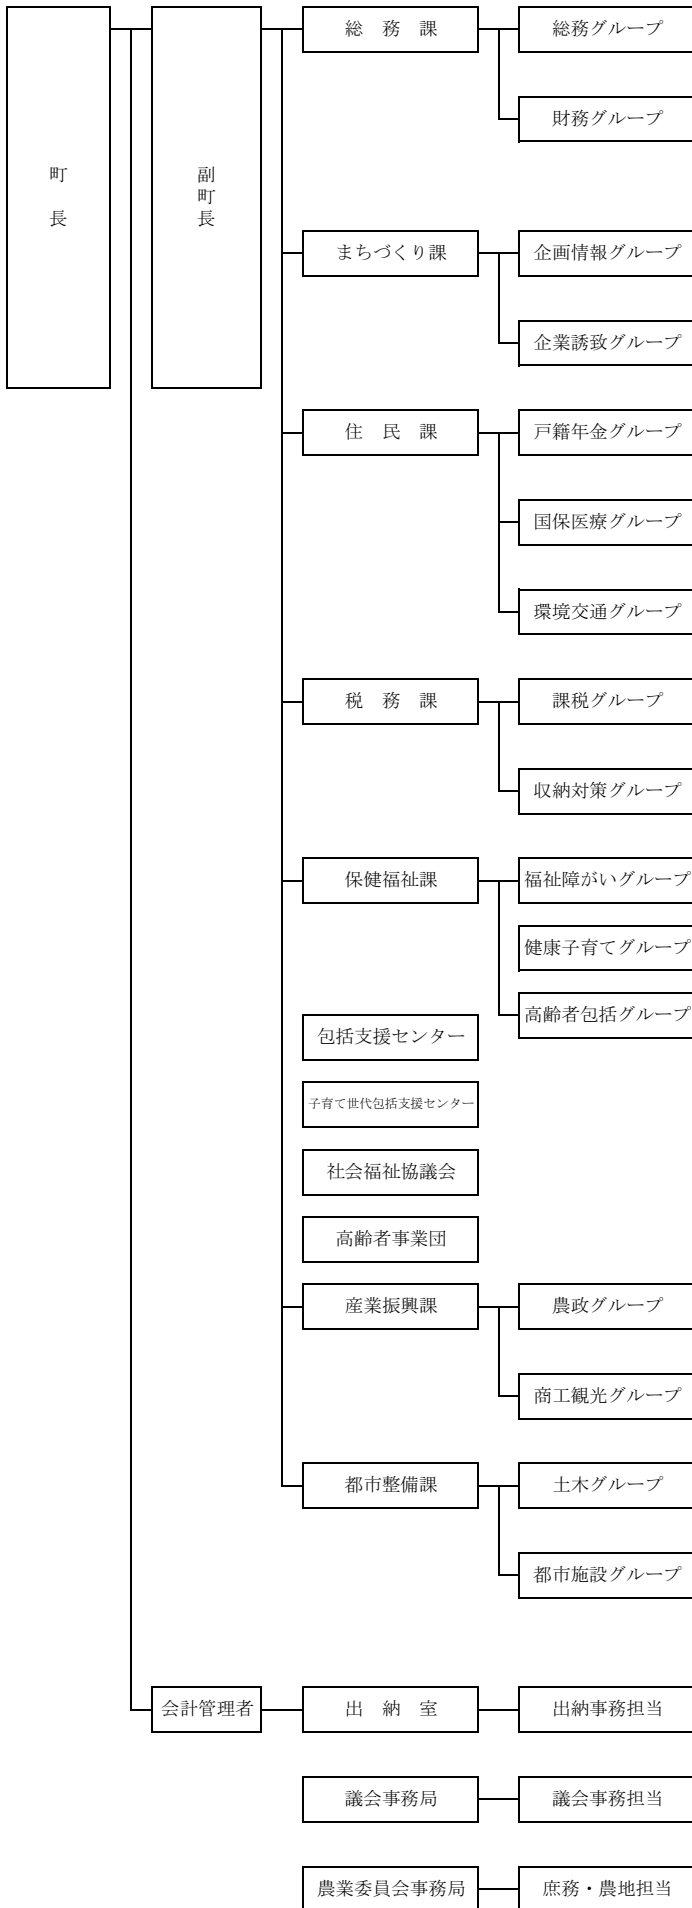 町長
副町長
総務課
総務グループ
財務グループ
まちづくり課
企画情報グループ
企業誘致グループ
住民課
戸籍年金グループ
国保医療グループ
環境交通グループ
税務課
課税グループ
収納対策グループ
保健福祉課
福祉障がいグループ
健康子育てグループ
高齢者包括グループ
包括支援センター
子育て世代包括支援センター
社会福祉協議会
高齢者事業団
産業振興課
農政グループ
商工観光グループ
都市整備課
土木グループ
都市施設グループ
会計管理者
出納室
出納事務担当
議会事務局
議会事務担当
農業委員会事務局
庶務・農地担当